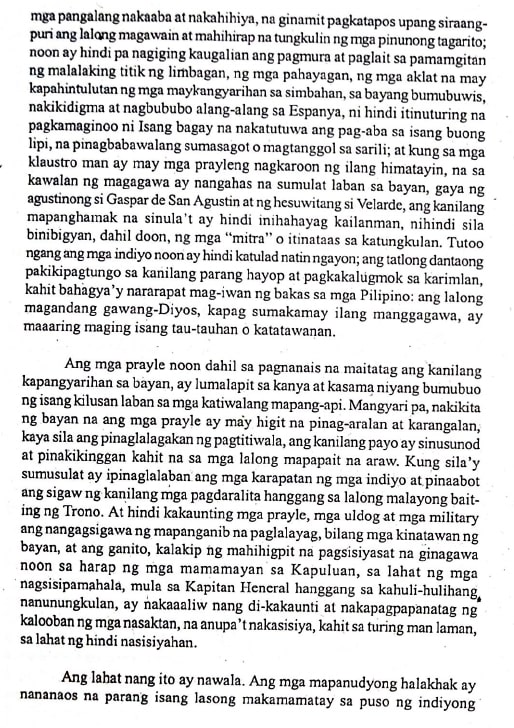 mga pangalang nakaaba at nakahihiya, na ginamit pagkatapos upang siraang-
puri ang lalong magawain at mahihirap na tungkulin ng mga pinunong tagarito;
noon ay hindi pa nagiging kaugalian ang pagmura at paglait sa pamamgitan
ng malalaking titik ng limbagan, ng mga pahayagan, ng mga aklat na may
kapahintulutan ng mga maykangyarihan sa simbahan, sa bayang bumubuwis,
nakikidigma at nagbububo alang-alang sa Espanya, ni hindi itinuturing na
pagkamaginoo ni Isang bagay na nakatutuwa ang pag-aba sa isang buong
lipi, na pinagbabawalang sumasagot o magtanggol sa sarili; at kung sa mga
klaustro man ay may mga prayleng nagkaroon ng ilang himatayin, na sa
kawalan ng magagawa ay nangahas na sumulat laban sa bayan, gaya ng
agustinong si Gaspar de San Agustin at ng hesuwitang si Velarde, ang kanilang
mapanghamak na sinula't ay hindi inihahayag kailanman, nihindi sila
binibigyan, dahil doon, ng mga “mitra” o itinataas sa katungkulan. Tutoo
ngang ang mga indiyo noon ay hindi katulad natin ngayon; ang tatlong dantaong
pakikipagtungo sa kanilang parang hayop at pagkakalugmok sa karimlan,
kahit bahagya'y nararapat mag-iwan ng bakas sa mga Pilipino: ang lalong
magandang gawang-Diyos, kapag sumakamay ilang manggagawa, ay
maaaring maging isang tau-tauhan o katatawanan.
Ang mga prayle noon dahil sa pagnanais na maitatag ang kanilang
kapangyarihan sa bayan, ay lumalapit sa kanya at kasama niyang bumubuo
ng isang kilusan laban sa mga katiwalang mapang-api. Mangyari pa, nakikita
ng bayan na ang mga prayle ay may higit na pinag-aralan at karangalan,
kaya sila ang pinaglalagakan ng pagtitiwala, ang kanilang payo ay sinusunod
at pinakikinggan kahit na sa mga lalong mapapait na araw. Kung sila'y
sumusulat ay ipinaglalaban ang mga karapatan ng mga indiyo at pinaabot
ang sigaw ng kanilang mga pagdaralita hanggang sa lalong malayong bait-
ing ng Trono. At hindi kakaunting mga prayle, mga uldog at mga military
ang nangagsigawa ng mapanganib na paglalayag, bilang mga kinatawan ng
bayan, at ang ganito, kalakip ng mahihigpit na pagsisiyasat na ginagawa
noon sa harap ng mga mamamayan sa Kapuluan, sa lahat ng mga
nagsisipamahala, mula sa Kapitan Heneral hanggang sa kahuli-hulihang
nanunungkulan, ay nakaaaliw nang di-kakaunti at nakapagpapanatag ng
kalooban ng mga nasaktan, na anupa't nakasisiya, kahit sa turing man laman,
sa lahat ng hindi nasisiyahan.
Ang lahat nang ito ay nawala. Ang mga mapanudyong halakhak ay
nananaos na parang isang lasong makamamatay sa puso ng indiyong